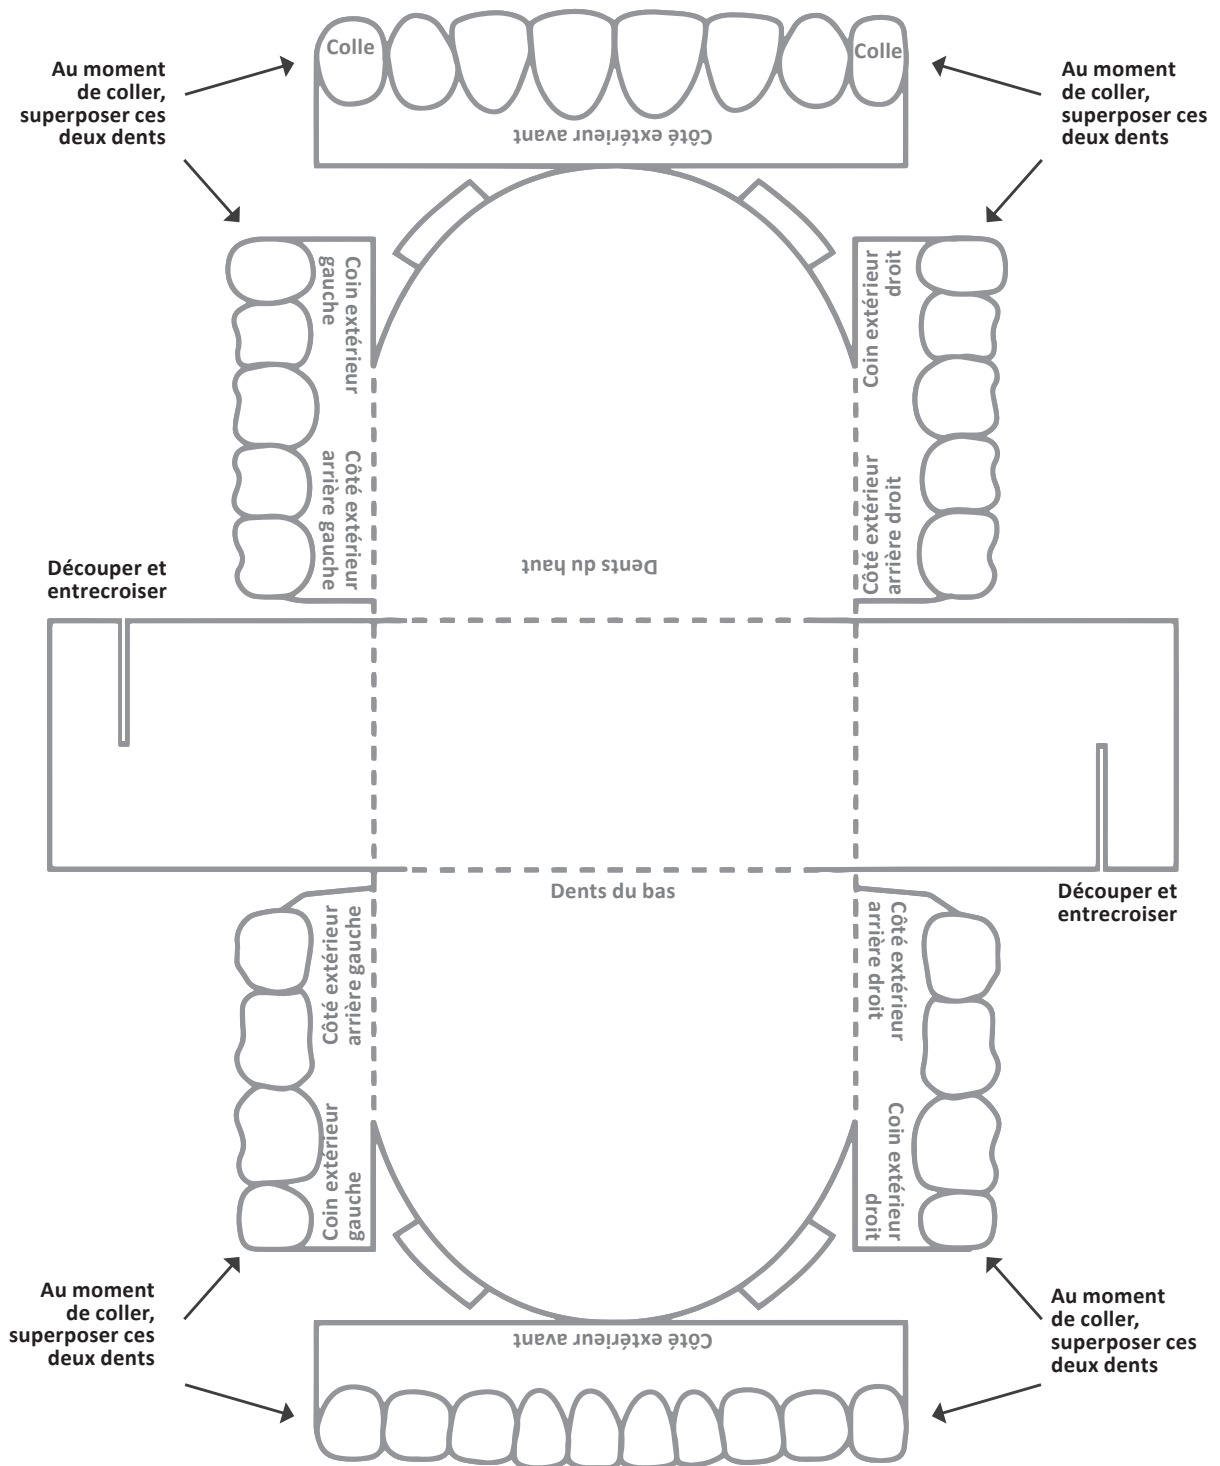 Colle
Colle
Au moment
de coller,
superposer ces
deux dents
Au moment
de coller,
superposer ces
deux dents
Côté extérieur avant
Coin extérieur
gauche
Côté extérieur
arrière gauche
Coin extérieur
droit
Côté extérieur
arrière droit
Dents du haut
Découper et
entrecroiser
Dents du bas
Découper et
entrecroiser
Côté extérieur
arrière gauche
Coin extérieur
gauche
Côté extérieur
arrière droit
Coin extérieur
droit
Au moment
de coller,
superposer ces
deux dents
Au moment
de coller,
superposer ces
deux dents
Côté extérieur avant